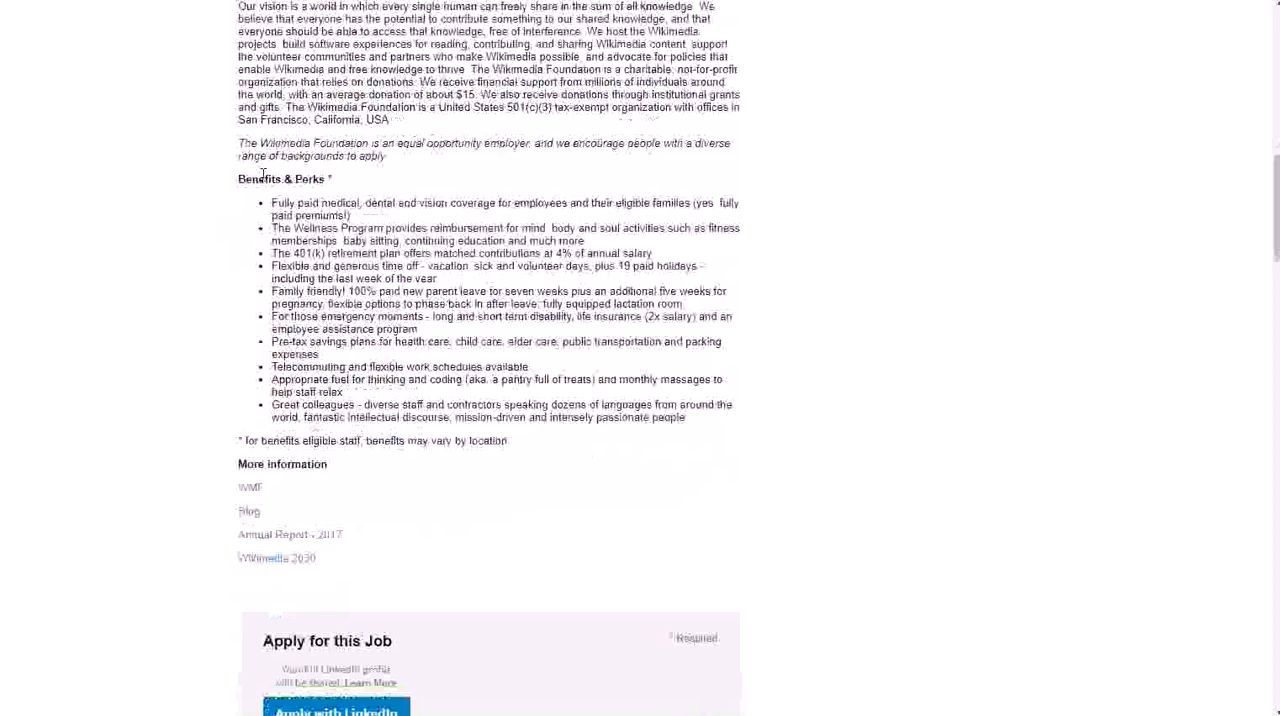 Our vision is a world in which every single human can freely share in the sum of all knowledge. We
believe that everyone has the potential to contribute something to our shared knowledge, and that
everyone should be able to access that knowledge, free of interference. We host the Wikimedia
projects, build software experiences for reading, contributing, and sharing Wikimedia content, support
the volunteer communities and partners who make Wikimedia possible, and advocate for policies that
enable Wikimedia and free knowledge to thrive. The Wikimedia Foundation is a charitable, not-for-profit
organization that relies on donations. We receive financial support from millions of individuals around
the world, with an average donation of about $15. We also receive donations through institutional grants
and gifts. The Wikimedia Foundation is a United States 501(c)(3) tax-exempt organization with offices in
San Francisco, California, USA.
The Wikimedia Foundation is an equal opportunity employer, and we encourage people with a diverse
range of backgrounds to apply
Benefits & Perks *
• Fully paid medical, dental and vision coverage for employees and their eligible families (yes, fully
paid premiums!)
• The Wellness Program provides reimbursement for mind, body and soul activities such as fitness
memberships, baby sitting, continuing education and much more
• The 401(k) retirement plan offers matched contributions at 4% of annual salary
• Flexible and generous time off - vacation, sick and volunteer days, plus 19 paid holidays -
including the last week of the year
• Family friendly! 100% paid new parent leave for seven weeks plus an additional five weeks for
pregnancy, flexible options to phase back in after leave, fully equipped lactation room
• For those emergency moments - long and short term disability, life insurance (2x salary) and an
employee assistance program
• Pre-tax savings plans for health care, child care, elder care, public transportation and parking
expenses
• Telecommuting and flexible work schedules available
• Appropriate fuel for thinking and coding (aka, a pantry full of treats) and monthly massages to
help staff relax
• Great colleagues - diverse staff and contractors speaking dozens of languages from around the
world, fantastic intellectual discourse, mission-driven and intensely passionate people
* for benefits eligible staff, benefits may vary by location
More information
WMF
Blog
Annual Report - 2017
Wikimedia 2030
Apply for this Job
* Required
LinkedIn profile
will be shared. Learn More
Apply with LinkedIn